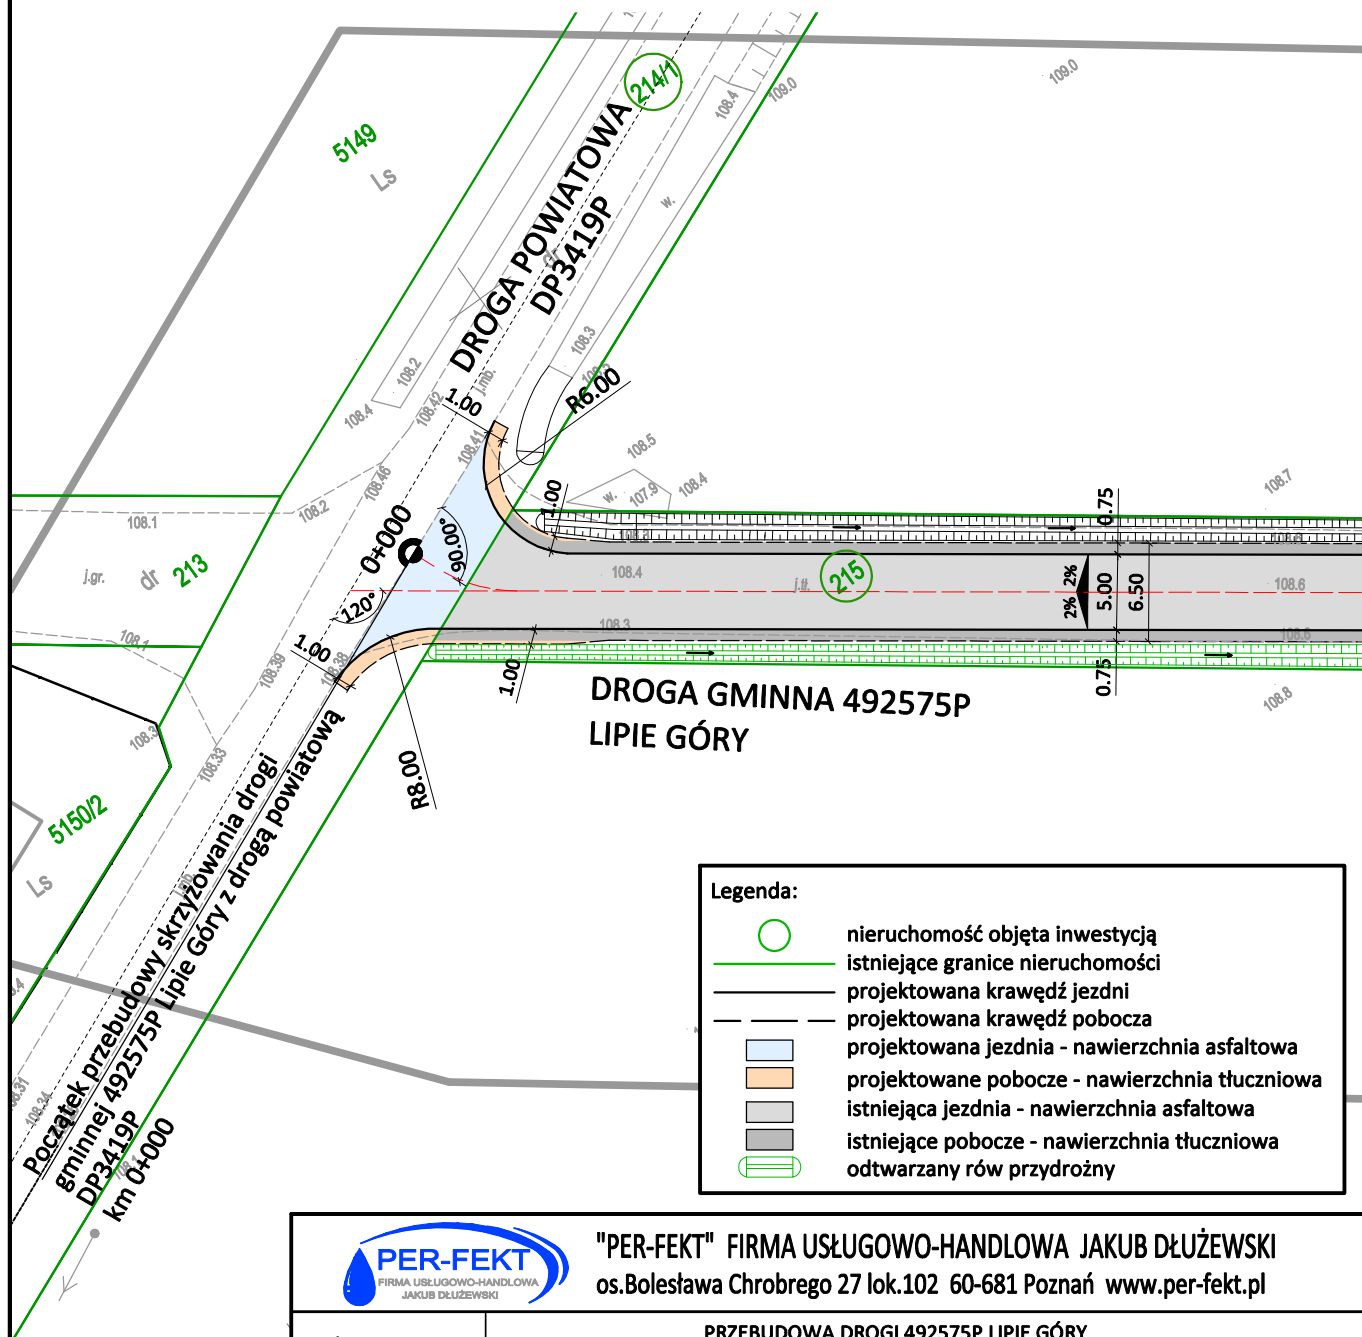 109.0
214/1
109.0
108.4
5149
Ls
DROGA POWIATOWA
DP3419P
dr
w.
108.3
108.2
108.4
108.42
j.mb.
1.00
R6.00
108.41
108.5
108.46
108.2
108.1
0+000
1.00
w.
107.9
108.4
108.7
0.75
90.00°
j.gr.
dr
213
120°
108.4
j.tł.
215
2% 2%
5.00
6.50
108.6
108.3
108.6
108.1
1.00
108.39
108.38
1.00
0.75
108.8
DROGA GMINNA 492575P
LIPIE GÓRY
108.3
108.33
R8.00
5150/2
Ls
Początek przebudowy skrzyżowania drogi
gminnej 492575P Lipie Góry z drogą powiatową
DP3419P
km 0+000
108.34
Legenda:
nieruchomość objęta inwestycją
istniejące granice nieruchomości
projektowana krawędź jezdni
projektowana krawędź pobocza
projektowana jezdnia - nawierzchnia asfaltowa
projektowane pobocze - nawierzchnia tłuczniowa
istniejąca jezdnia - nawierzchnia asfaltowa
istniejące pobocze - nawierzchnia tłuczniowa
odtwarzany rów przydrożny
PER-FEKT
FIRMA USŁUGOWO-HANDLOWA
JAKUB DŁUŻEWSKI
"PER-FEKT" FIRMA USŁUGOWO-HANDLOWA JAKUB DŁUŻEWSKI
os.Bolesława Chrobrego 27 lok.102 60-681 Poznań www.per-fekt.pl
PRZEBUDOWA DROGI 492575P LIPIE GÓRY